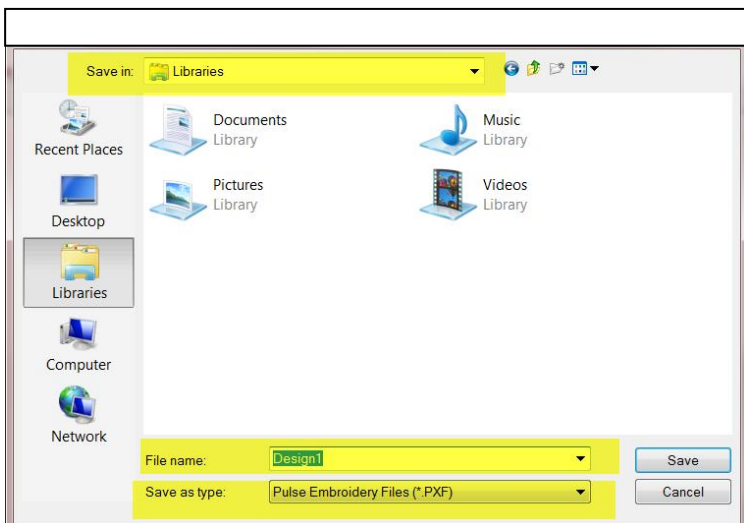 Save in: Libraries
Recent Places
Desktop
Libraries
Computer
Network
Documents
Library
Music
Library
Pictures
Library
Videos
Library
File name: Design1
Save
Save as type: Pulse Embroidery Files (*.PXF)
Cancel